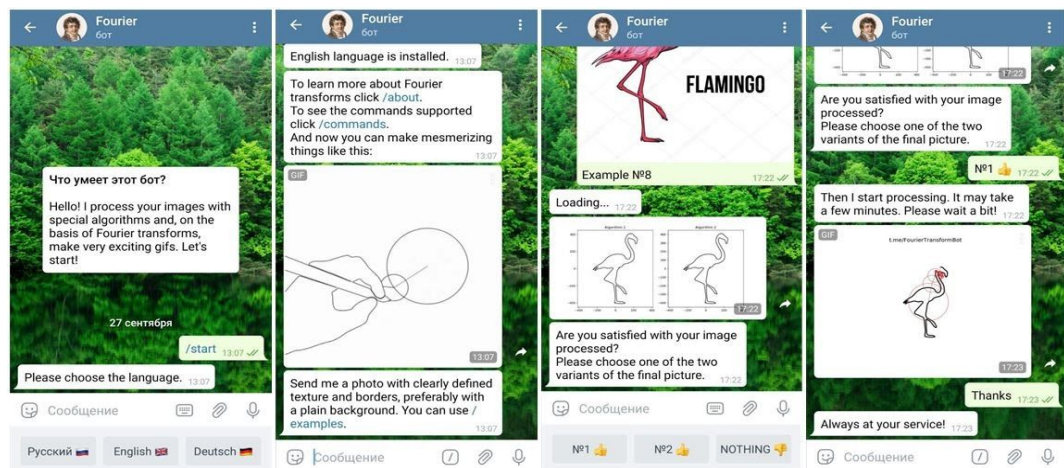 Fourier
бот
Что умеет этот бот?
Hello! I process your images with
special algorithms and, on the
basis of Fourier transforms,
make very exciting gifs. Let's
start!
27 сентября
/start 13:07
Please choose the language. 13:07
Сообщение
Русский
English
Deutsch
Fourier
бот
English language is installed. 13:07
To learn more about Fourier
transforms click /about.
To see the commands supported
click /commands.
And now you can make mesmerizing
things like this: 13:07
GIF
13:07
Send me a photo with clearly defined
texture and borders, preferably with
a plain background. You can use /
examples. 13:07
Сообщение
Fourier
бот
FLAMINGO
Example №8 17:22
Loading... 17:22
Algorithm 1
Algorithm 2
17:22
Are you satisfied with your image
processed?
Please choose one of the two
variants of the final picture. 17:22
Сообщение
№1
№2
NOTHING
Fourier
бот
17:22
Are you satisfied with your image
processed?
Please choose one of the two
variants of the final picture. 17:22
№1 17:22
Then I start processing. It may take
a few minutes. Please wait a bit! 17:22
GIF
t.me/FourierTransformBot
17:23
Thanks 17:23
Always at your service! 17:23
Сообщение